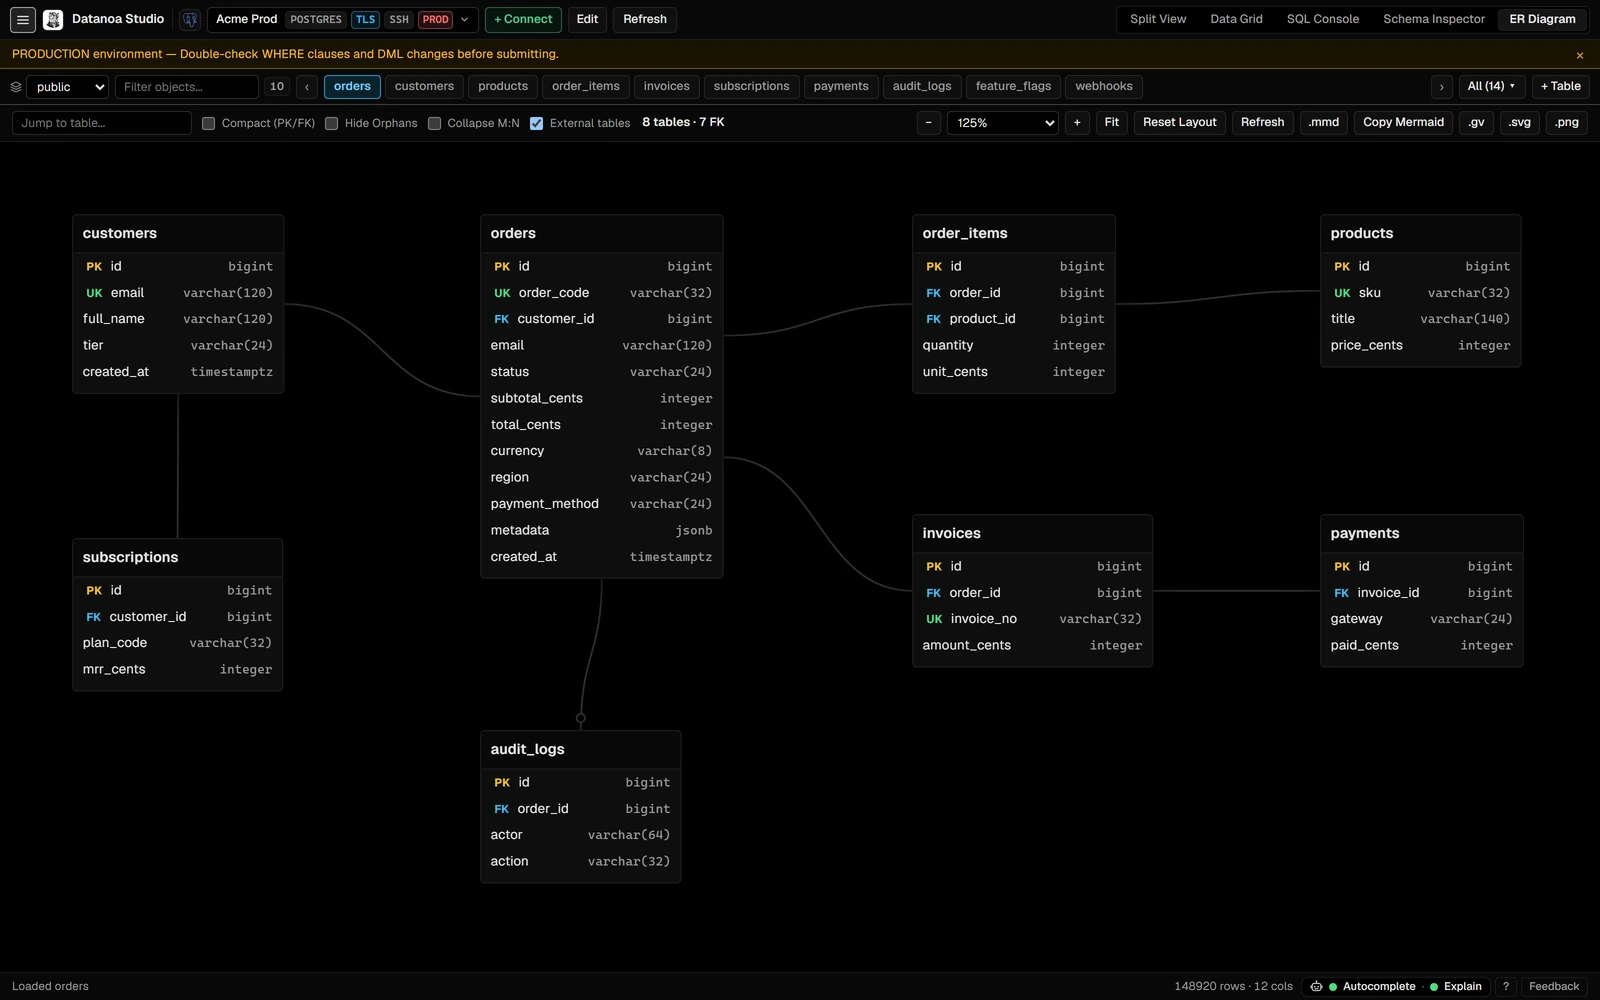 Datanoa Studio Acme Prod POSTGRES TLS SSH PROD + Connect Edit Refresh Split View Data Grid SQL Console Schema Inspector ER Diagram
PRODUCTION environment — Double-check WHERE clauses and DML changes before submitting. ×
public Filter objects... 10 ‹ orders customers products order_items invoices subscriptions payments audit_logs feature_flags webhooks › All (14) + Table
Jump to table... Compact (PK/FK) Hide Orphans Collapse M:N External tables 8 tables · 7 FK − 125% + Fit Reset Layout Refresh .mmd Copy Mermaid .gv .svg .png
customers
PK id bigint
UK email varchar(120)
full_name varchar(120)
tier varchar(24)
created_at timestamptz
orders
PK id bigint
UK order_code varchar(32)
FK customer_id bigint
email varchar(120)
status varchar(24)
subtotal_cents integer
total_cents integer
currency varchar(8)
region varchar(24)
payment_method varchar(24)
metadata jsonb
created_at timestamptz
order_items
PK id bigint
FK order_id bigint
FK product_id bigint
quantity integer
unit_cents integer
products
PK id bigint
UK sku varchar(32)
title varchar(140)
price_cents integer
subscriptions
PK id bigint
FK customer_id bigint
plan_code varchar(32)
mrr_cents integer
invoices
PK id bigint
FK order_id bigint
UK invoice_no varchar(32)
amount_cents integer
payments
PK id bigint
FK invoice_id bigint
gateway varchar(24)
paid_cents integer
audit_logs
PK id bigint
FK order_id bigint
actor varchar(64)
action varchar(32)
Loaded orders 148920 rows · 12 cols Autocomplete · Explain ? Feedback